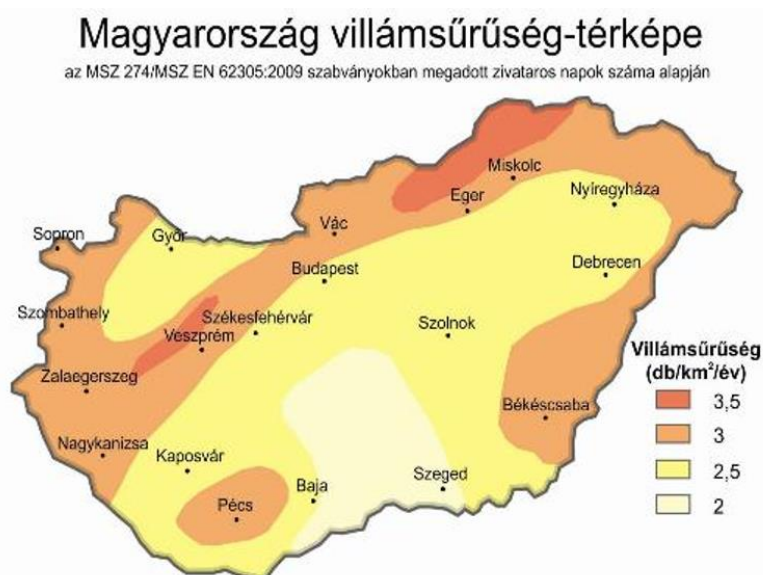 Magyarország villámsűrűség-térképe
az MSZ 274/MSZ EN 62305:2009 szabványokban megadott zivataros napok száma alapján
Miskolc
Eger
Nyíregyháza
Vác
Sopron
Győr
Budapest
Debrecen
Szombathely
Székesfehérvár
Veszprém
Szolnok
Zalaegerszeg
Békéscsaba
Nagykanizsa
Kaposvár
Szeged
Baja
Pécs
Villámsűrűség
(db/km²/év)
3,5
3
2,5
2